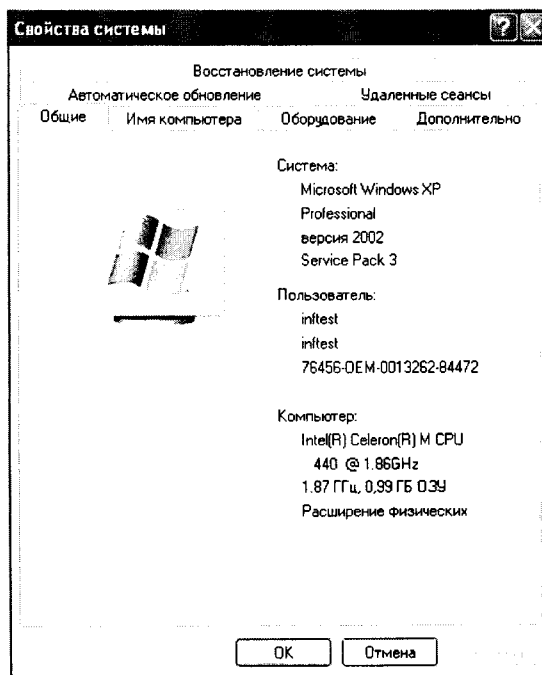 Свойства системы
Восстановление системы
Автоматическое обновление Удаленные сеансы
Общие Имя компьютера Оборудование Дополнительно
Система:
Microsoft Windows XP
Professional
версия 2002
Service Pack 3
Пользователь:
inftest
inftest
76456-OEM-0013262-84472
Компьютер:
Intel(R) Celeron(R) M CPU
440 @ 1.86GHz
1.87 ГГц, 0,99 ГБ ОЗУ
Расширение физических
OK Отмена